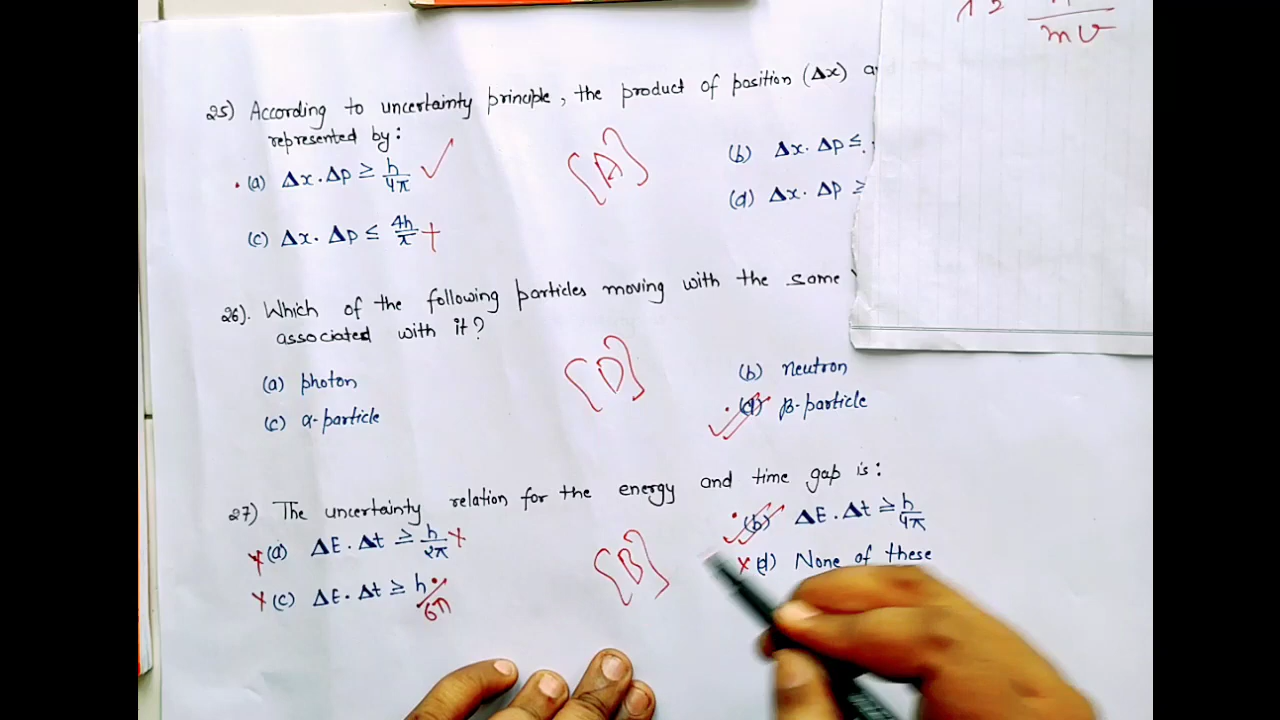 mv
25) According to uncertainty principle, the product of position (Δx)
represented by:
(a) Δx. Δp ≥ h/4π
[A]
(b) Δx. Δp ≤
(c) Δx. Δp ≤ 4h/π
(d) Δx. Δp ≥
26). Which of the following particles moving with the same
associated with it?
(a) photon
[D]
(b) neutron
(c) α-particle
(d) β-particle
27) The uncertainty relation for the energy and time gap is:
(a) ΔE. Δt ≥ h/2π
[B]
(b) ΔE. Δt ≥ h/4π
(c) ΔE. Δt ≥ h/6π
(d) None of these